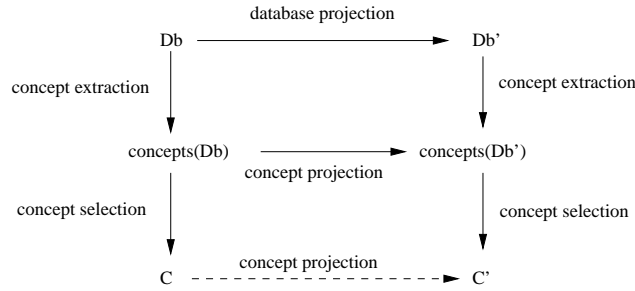 database projection
Db
Db'
concept extraction
concept extraction
concepts(Db)
concepts(Db')
concept projection
concept selection
concept selection
concept projection
C
C'